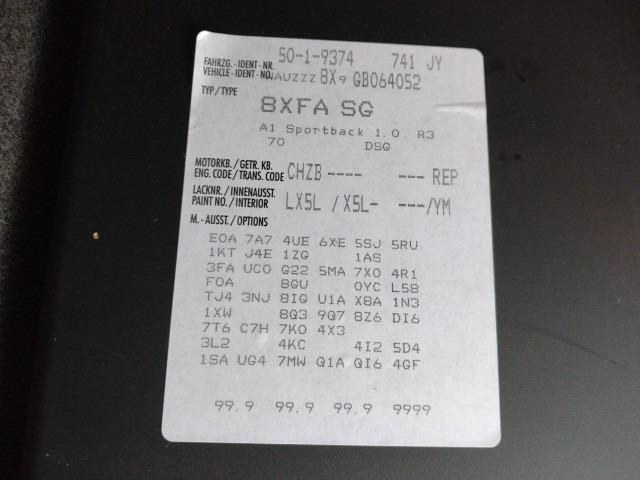 50-1-9374 741 JY
FAHRZG. - IDENT - NR.
VEHICLE - IDENT - NO. WAUZZZ8X9GB064052
TYP / TYPE
8XFA SG
A1 Sportback 1.0 R3
70 DSG
MOTORKB. / GETR. KB.
ENG. CODE / TRANS. CODE CHZB ---- --- REP
LACKNR. / INNENAUSST.
PAINT NO. / INTERIOR LX5L / X5L- ---/YM
M. - AUSST. / OPTIONS
E0A 7A7 4UE 6XE 5SJ 5RU
1KT J4E 1ZG 1AS
3FA UC0 G22 5MA 7X0 4R1
F0A 8GU 0YC L58
TJ4 3NJ 8IG U1A X8A 1N3
1XW 8Q3 9Q7 8Z6 DI6
7T6 C7H 7K0 4X3
3L2 4KC 4I2 5D4
1SA UG4 7MW Q1A QI6 4GF
99.9 99.9 99.9 9999